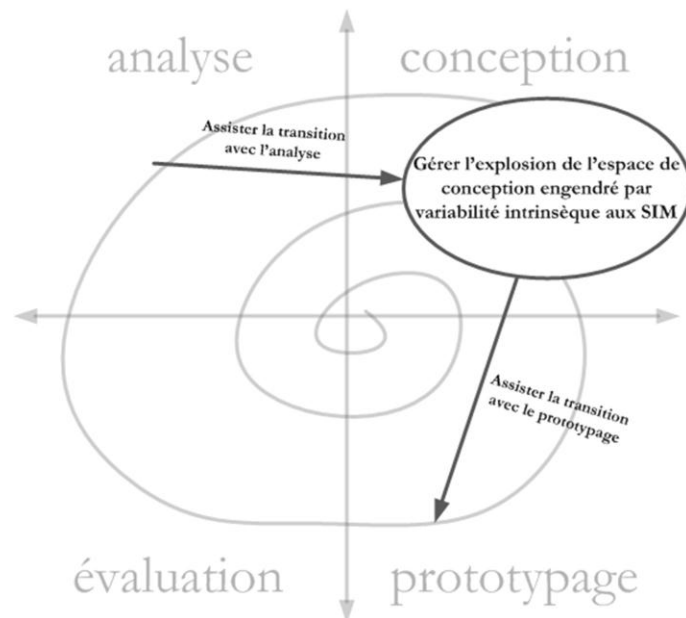 analyse
conception
Assister la transition
avec l'analyse
Gérer l'explosion de l'espace de
conception engendré par
variabilité intrinsèque aux SIM
Assister la transition
avec le prototypage
évaluation
prototypage